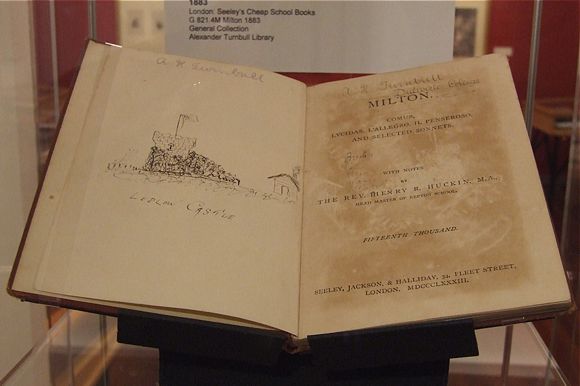 1883
London: Seeley's Cheap School Books
G 821.4M Milton 1883
General Collection
Alexander Turnbull Library
A H Turnbull
LUDLOW CASTLE
A. H. Turnbull
MILTON.
COMUS,
LYCIDAS, L'ALLEGRO, IL PENSEROSO,
AND SELECTED SONNETS.
WITH NOTES
BY
THE REV. HENRY R. HUCKIN, M.A.,
HEAD MASTER OF REPTON SCHOOL.
FIFTEENTH THOUSAND.
SEELEY, JACKSON, & HALLIDAY, 54, FLEET STREET,
LONDON. MDCCCLXXXIII.